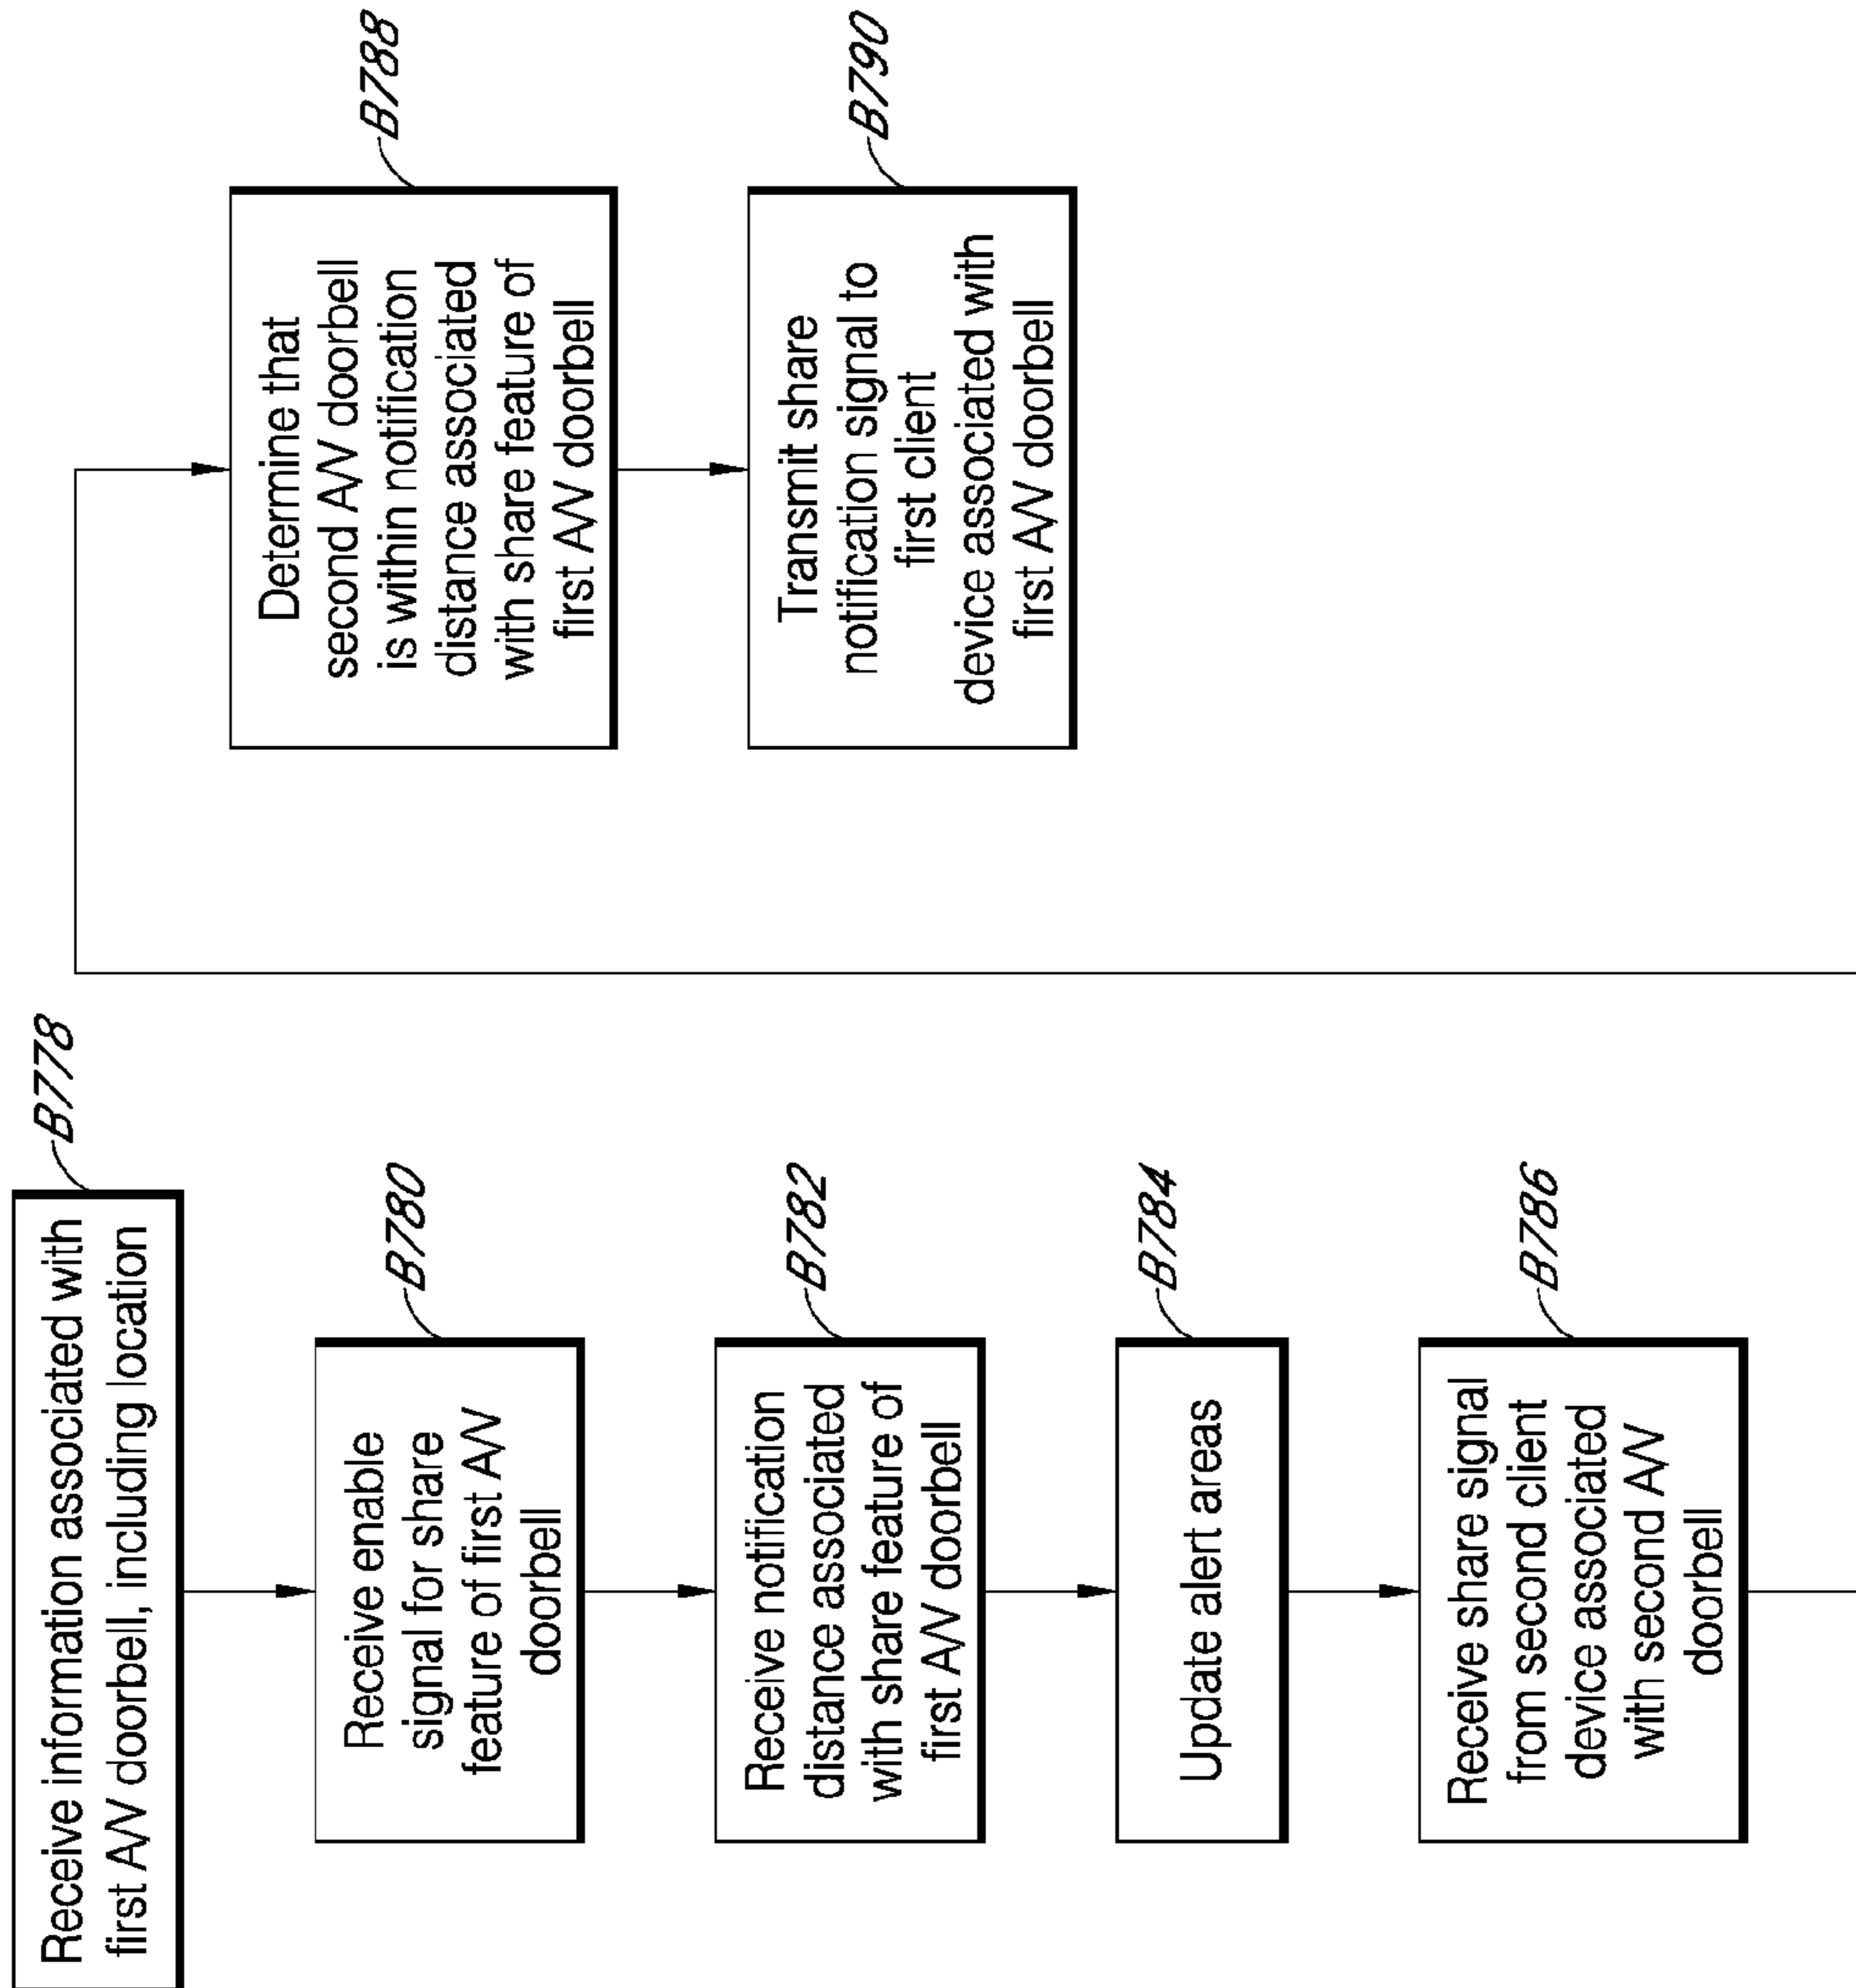 B778
Receive information associated with
first A/V doorbell, including location
B780
Receive enable
signal for share
feature of first A/V
doorbell
B782
Receive notification
distance associated
with share feature of
first A/V doorbell
B784
Update alert areas
B786
Receive share signal
from second client
device associated
with second A/V
doorbell
B788
Determine that
second A/V doorbell
is within notification
distance associated
with share feature of
first A/V doorbell
B790
Transmit share
notification signal to
first client
device associated with
first A/V doorbell